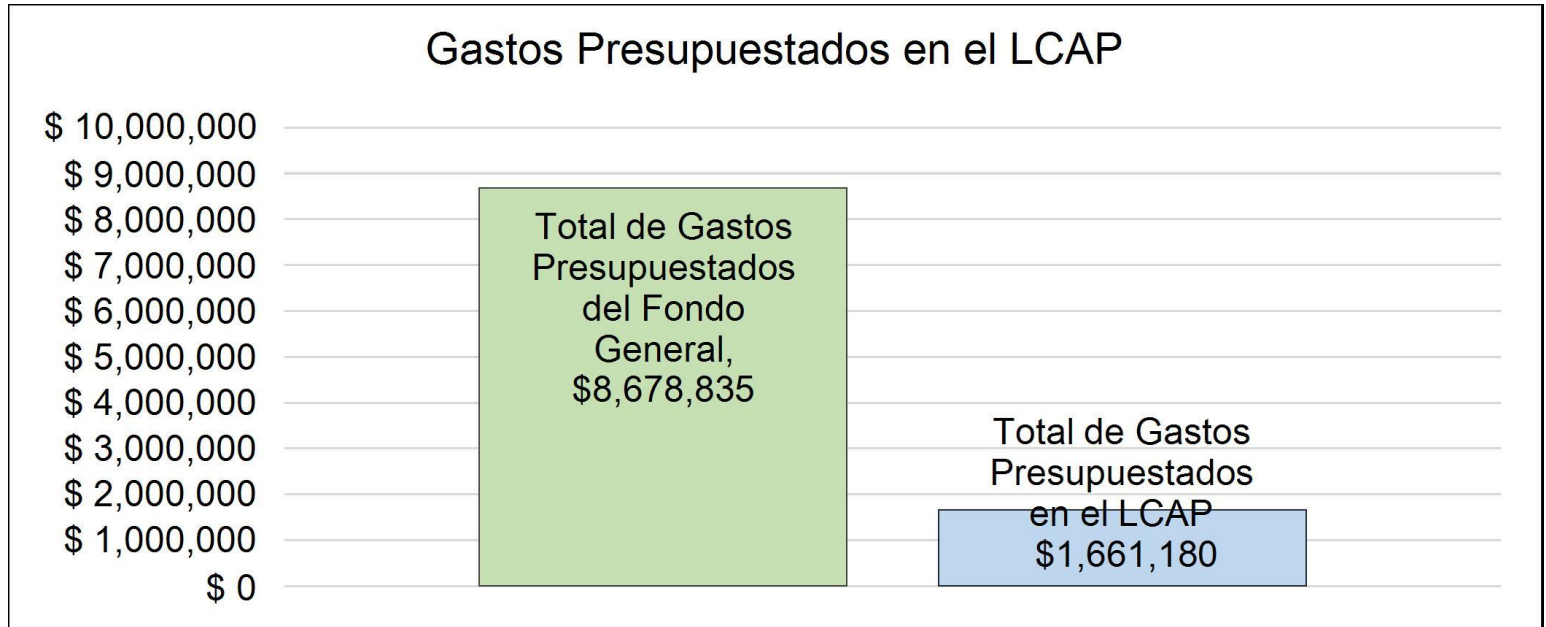 Gastos Presupuestados en el LCAP
$ 10,000,000
$ 9,000,000
$ 8,000,000
$ 7,000,000
$ 6,000,000
$ 5,000,000
$ 4,000,000
$ 3,000,000
$ 2,000,000
$ 1,000,000
$ 0
Total de Gastos
Presupuestados
del Fondo
General,
$8,678,835
Total de Gastos
Presupuestados
en el LCAP
$1,661,180